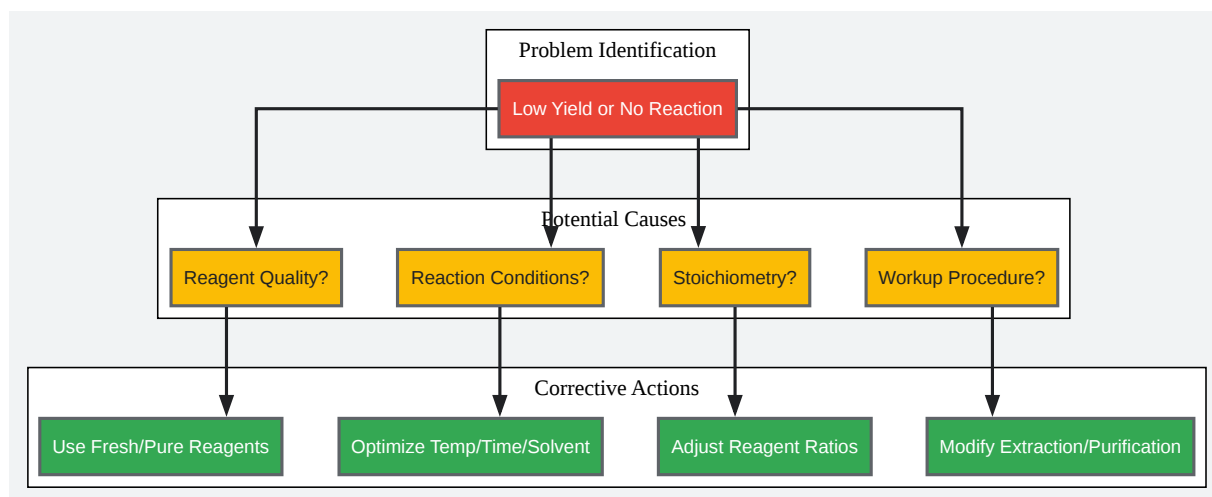 Problem Identification
Low Yield or No Reaction
Potential Causes
Reagent Quality?
Reaction Conditions?
Stoichiometry?
Workup Procedure?
Corrective Actions
Use Fresh/Pure Reagents
Optimize Temp/Time/Solvent
Adjust Reagent Ratios
Modify Extraction/Purification